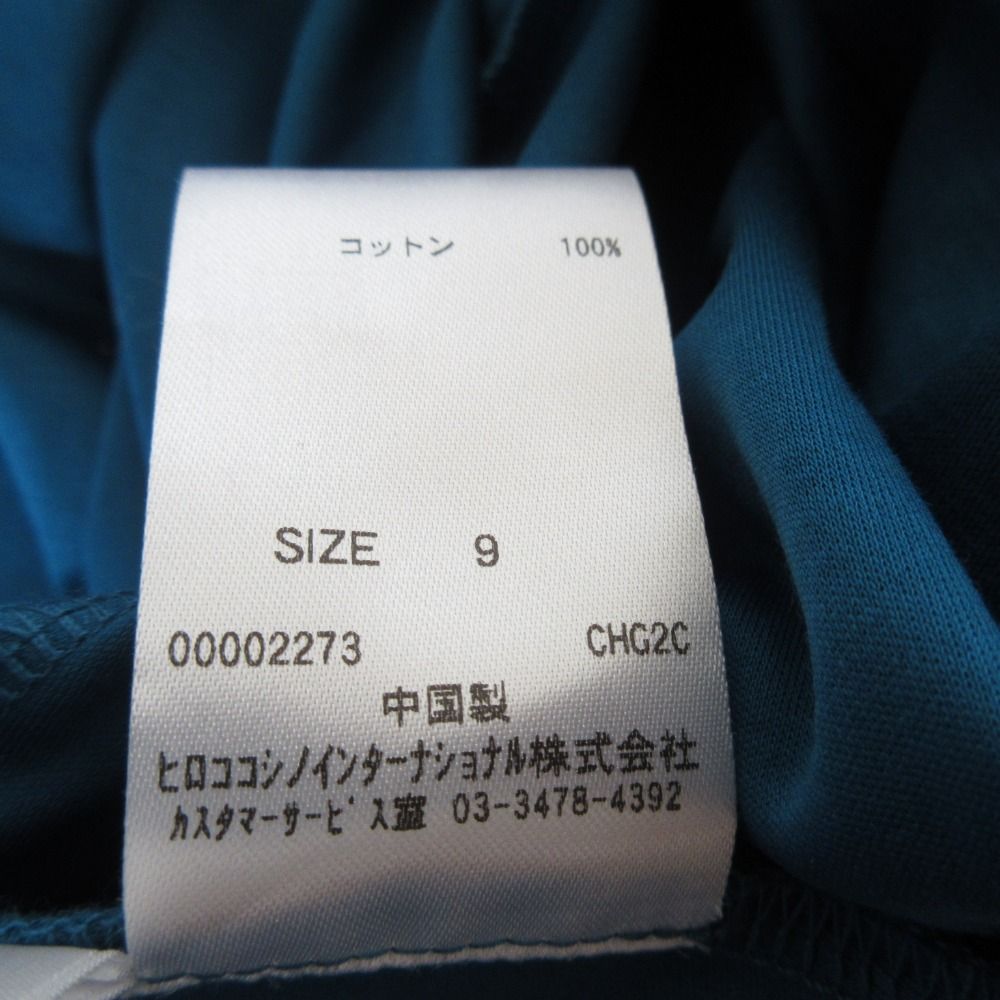 コットン 100%
SIZE 9
00002273 CHG2C
中国製
ヒロココシノインターナショナル株式会社
カスタマーサービス室 03-3478-4392